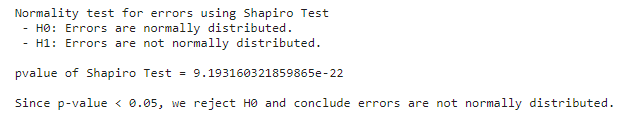 Normality test for errors using Shapiro Test
- H0: Errors are normally distributed.
- H1: Errors are not normally distributed.
pvalue of Shapiro Test = 9.193160321859865e-22
Since p-value < 0.05, we reject H0 and conclude errors are not normally distributed.